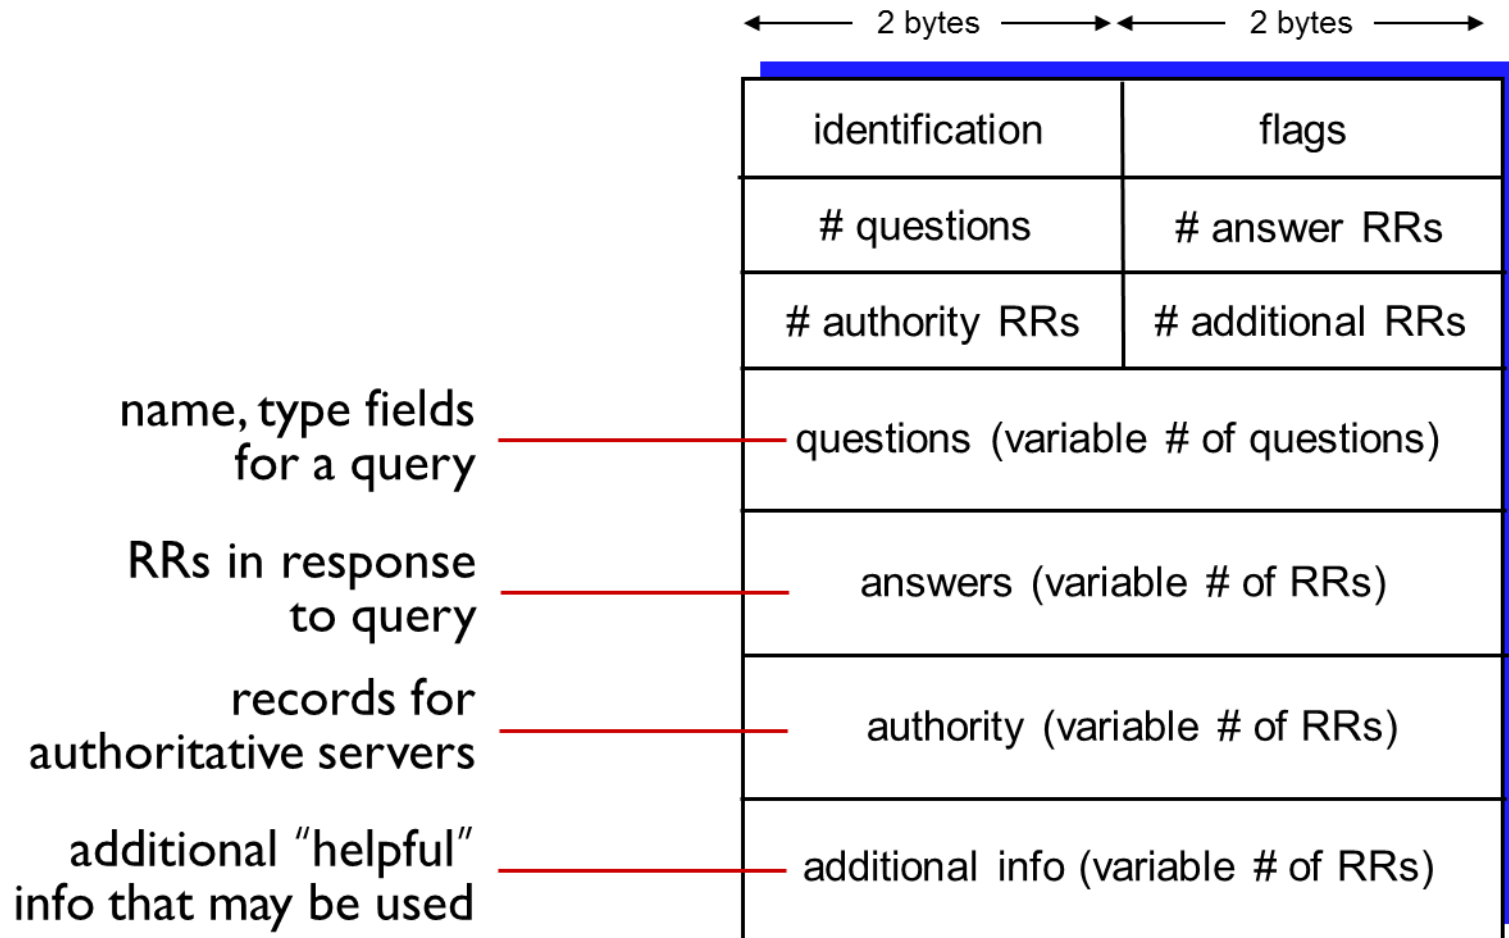 2 bytes 2 bytes
identification flags
# questions # answer RRs
# authority RRs # additional RRs
name, type fields
for a query
questions (variable # of questions)
RRs in response
to query
answers (variable # of RRs)
records for
authoritative servers
authority (variable # of RRs)
additional "helpful"
info that may be used
additional info (variable # of RRs)